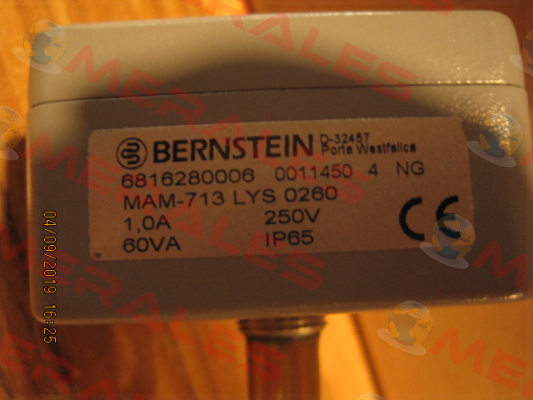 BERNSTEIN D-32457 Porta Westfalica
6816280006 0011450 4 NG
MAM-713 LYS 0260
1,0A 250V
60VA IP65
CE
04/09/2019 16:25
MERALES